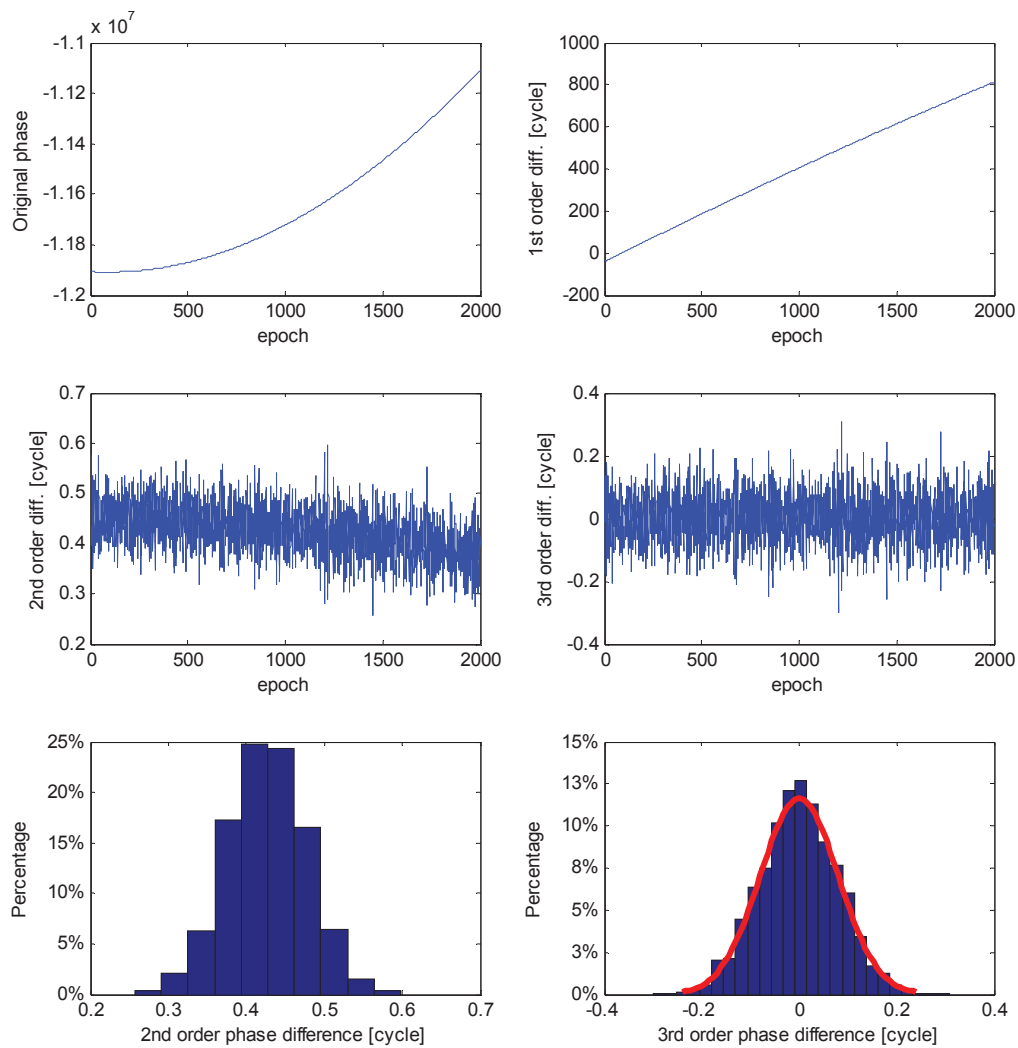 x 10^7
-1.1
-1.12
-1.14
-1.16
-1.18
-1.2
0 500 1000 1500 2000
Original phase
epoch
1000
800
600
400
200
0
-200
0 500 1000 1500 2000
1st order diff. [cycle]
epoch
0.7
0.6
0.5
0.4
0.3
0.2
0 500 1000 1500 2000
2nd order diff. [cycle]
epoch
0.4
0.2
0
-0.2
-0.4
0 500 1000 1500 2000
3rd order diff. [cycle]
epoch
25%
20%
15%
10%
5%
0%
0.2 0.3 0.4 0.5 0.6 0.7
Percentage
2nd order phase difference [cycle]
15%
13%
10%
8%
5%
3%
0%
-0.4 -0.2 0 0.2 0.4
Percentage
3rd order phase difference [cycle]